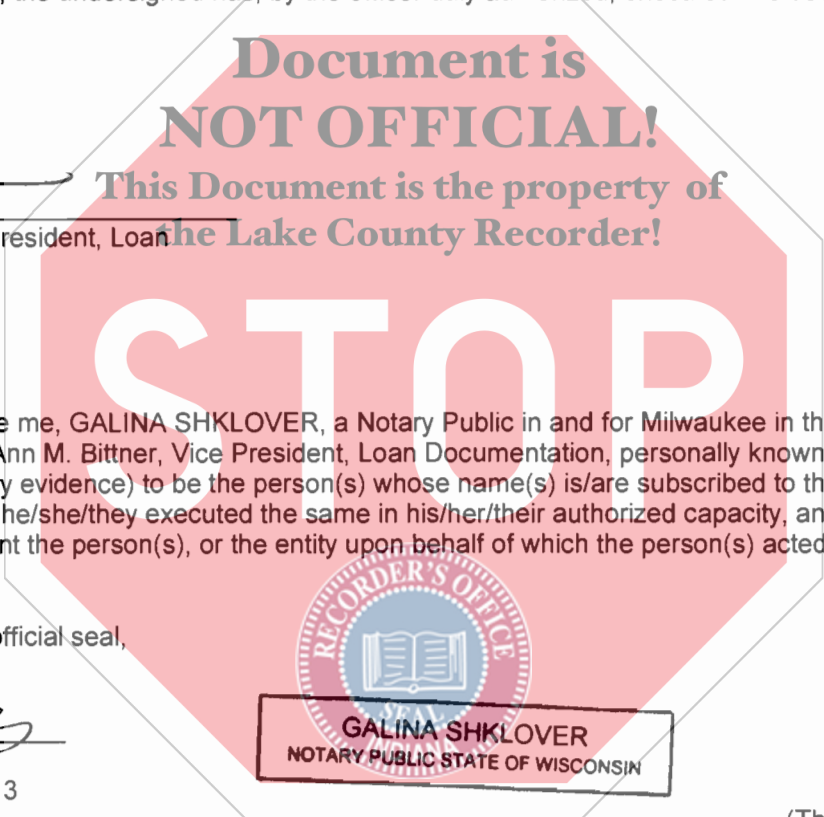 Document is
NOT OFFICIAL!
This Document is the property of
the Lake County Recorder!
resident, Loan
STOP
e me, GALINA SHKLOVER, a Notary Public in and for Milwaukee in th
Ann M. Bittner, Vice President, Loan Documentation, personally known
y evidence) to be the person(s) whose name(s) is/are subscribed to th
he/she/they executed the same in his/her/their authorized capacity, an
nt the person(s), or the entity upon behalf of which the person(s) acted
RECORDER'S OFFICE
SEAL
INDIANA
fficial seal,
GALINA SHKLOVER
NOTARY PUBLIC STATE OF WISCONSIN
3
(Th